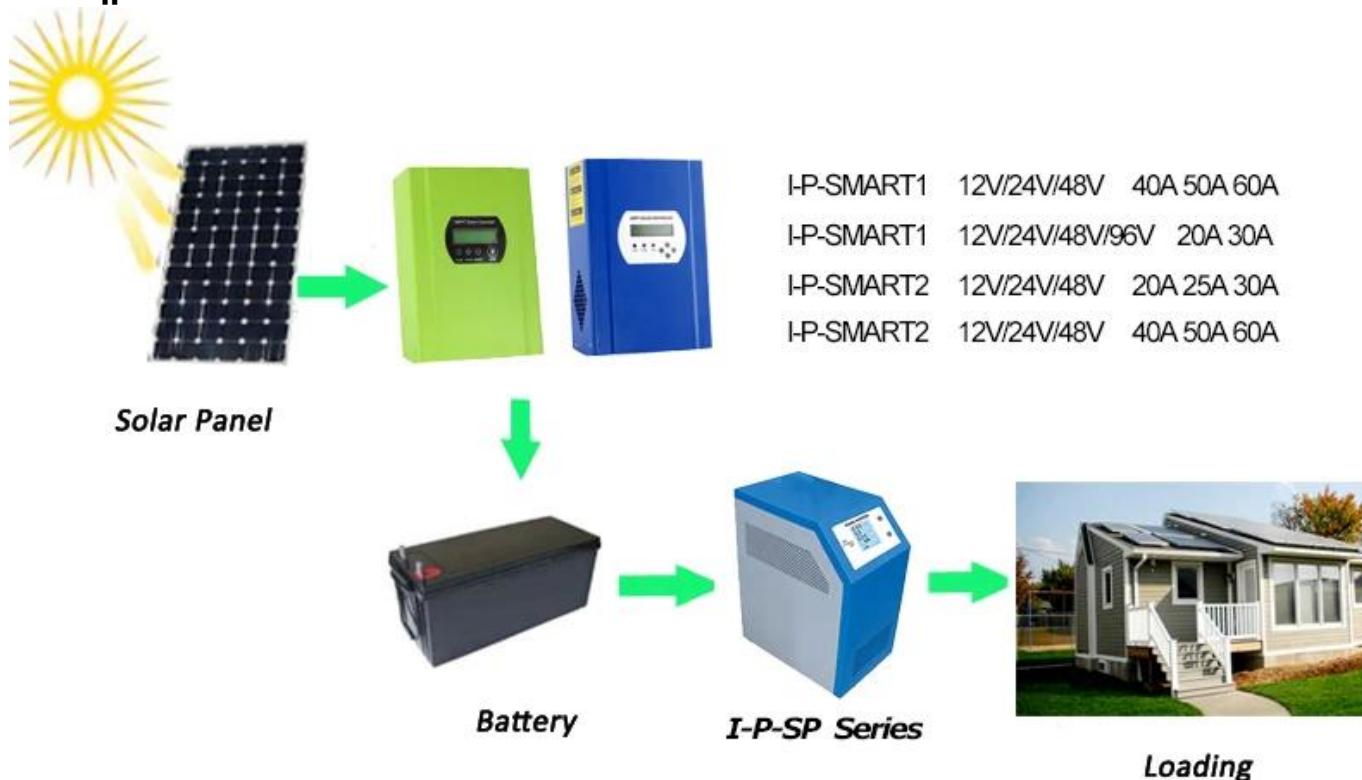 I-P-SMART1 12V/24V/48V 40A 50A 60A
I-P-SMART1 12V/24V/48V/96V 20A 30A
I-P-SMART2 12V/24V/48V 20A 25A 30A
I-P-SMART2 12V/24V/48V 40A 50A 60A
Solar Panel
Battery
I-P-SP Series
Loading